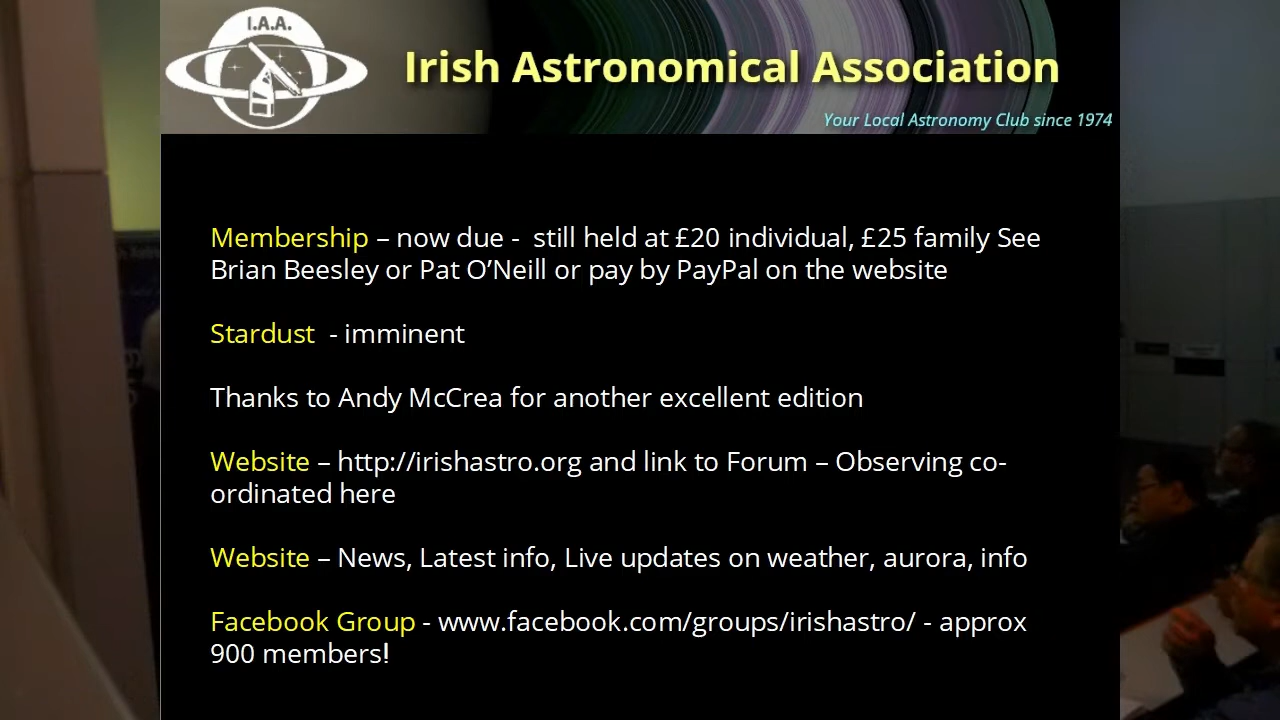 I.A.A.
Irish Astronomical Association
Your Local Astronomy Club since 1974
Membership – now due -  still held at £20 individual, £25 family See
Brian Beesley or Pat O’Neill or pay by PayPal on the website
Stardust  - imminent
Thanks to Andy McCrea for another excellent edition
Website – http://irishastro.org and link to Forum – Observing co-
ordinated here
Website – News, Latest info, Live updates on weather, aurora, info
Facebook Group - www.facebook.com/groups/irishastro/ - approx
900 members!